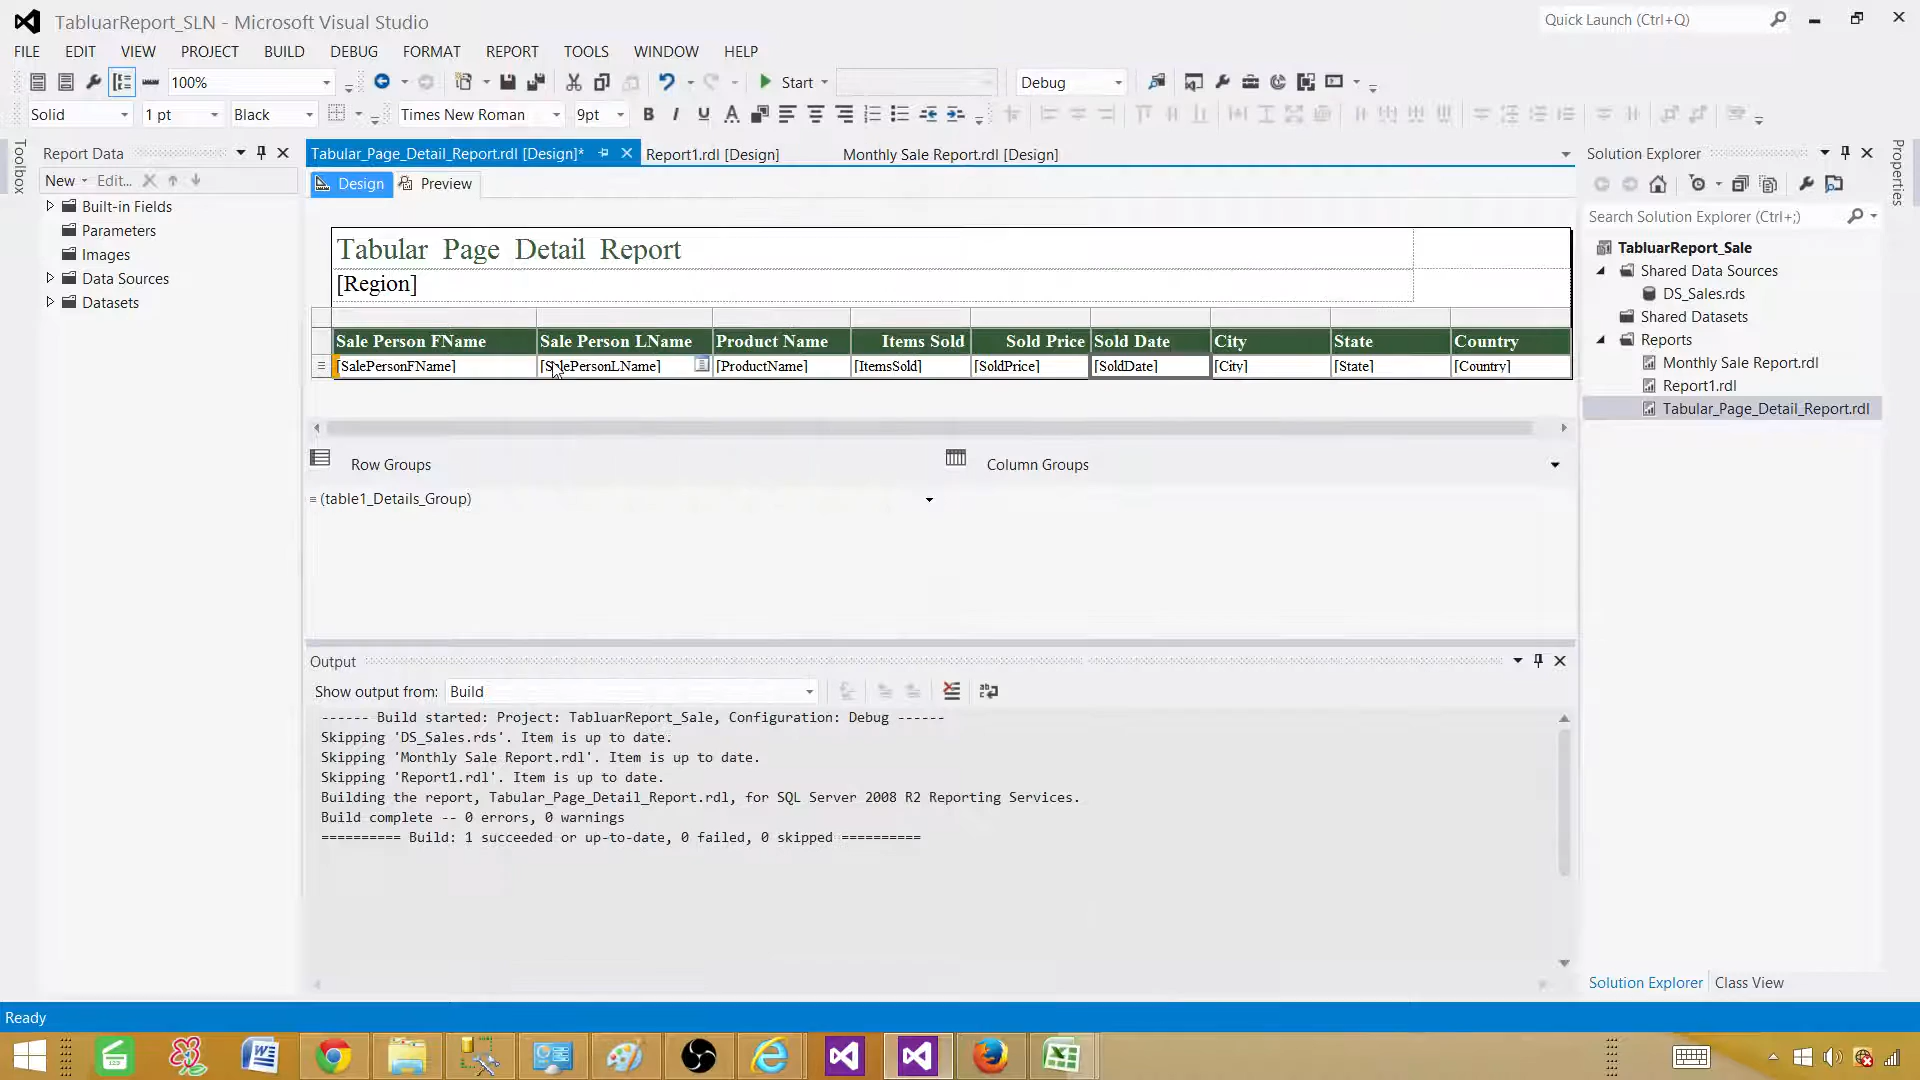 TabluarReport_SLN - Microsoft Visual Studio
Quick Launch (Ctrl+Q)
FILE EDIT VIEW PROJECT BUILD DEBUG FORMAT REPORT TOOLS WINDOW HELP
100% Start Debug
Solid 1 pt Black Times New Roman 9pt B I U A
Toolbox
Report Data
New Edit...
Built-in Fields
Parameters
Images
Data Sources
Datasets
Tabular_Page_Detail_Report.rdl [Design]* Report1.rdl [Design] Monthly Sale Report.rdl [Design]
Design Preview
Tabular Page Detail Report
[Region]
Sale Person FName Sale Person LName Product Name Items Sold Sold Price Sold Date City State Country
[SalePersonFName] [SalePersonLName] [ProductName] [ItemsSold] [SoldPrice] [SoldDate] [City] [State] [Country]
Row Groups Column Groups
(table1_Details_Group)
Output
Show output from: Build
------ Build started: Project: TabluarReport_Sale, Configuration: Debug ------
Skipping 'DS_Sales.rds'. Item is up to date.
Skipping 'Monthly Sale Report.rdl'. Item is up to date.
Skipping 'Report1.rdl'. Item is up to date.
Building the report, Tabular_Page_Detail_Report.rdl, for SQL Server 2008 R2 Reporting Services.
Build complete -- 0 errors, 0 warnings
========== Build: 1 succeeded or up-to-date, 0 failed, 0 skipped ==========
Solution Explorer
Search Solution Explorer (Ctrl+;)
TabluarReport_Sale
Shared Data Sources
DS_Sales.rds
Shared Datasets
Reports
Monthly Sale Report.rdl
Report1.rdl
Tabular_Page_Detail_Report.rdl
Solution Explorer Class View
Properties
Ready